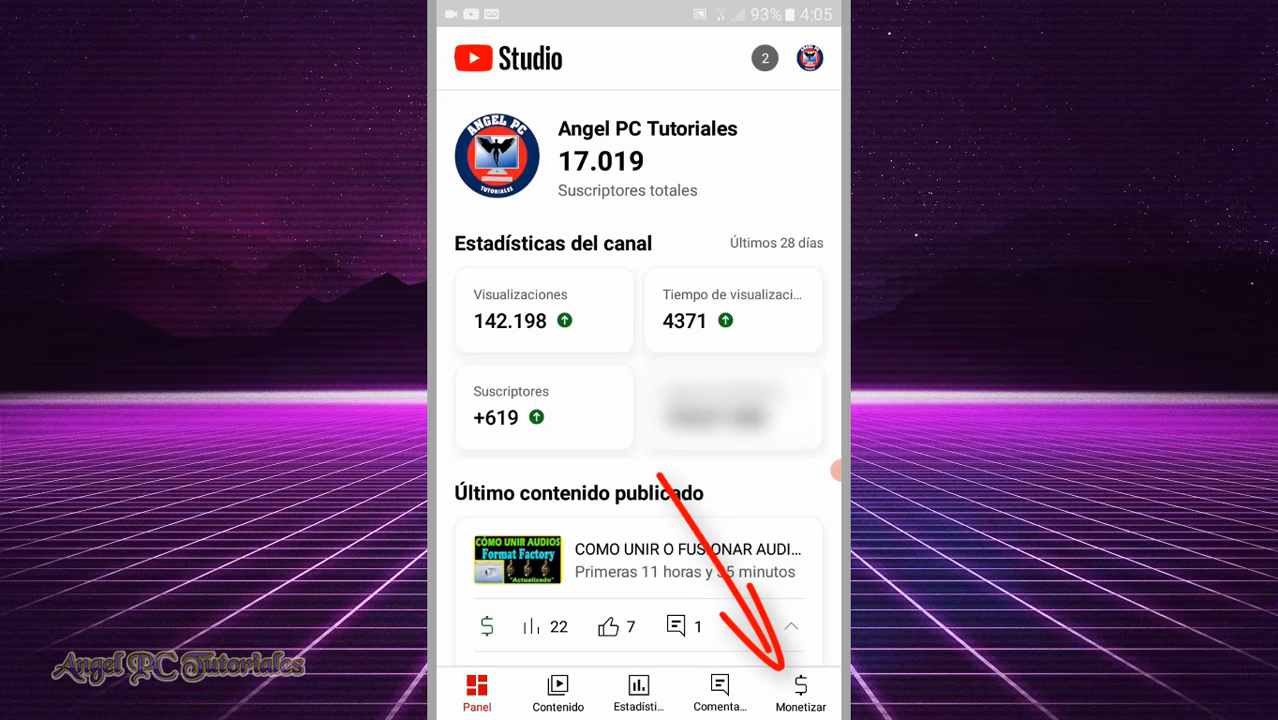 93% 4:05
Studio
2
ANGEL PC
TUTORIALES
Angel PC Tutoriales
17.019
Suscriptores totales
Estadísticas del canal
Últimos 28 días
Visualizaciones
142.198
Tiempo de visualizaci...
4371
Suscriptores
+619
Último contenido publicado
CÓMO UNIR AUDIOS
Format Factory
"Actualizado"
COMO UNIR O FUSIONAR AUDI...
Primeras 11 horas y 35 minutos
22
7
1
Angel PC Tutoriales
Panel
Contenido
Estadísti...
Comenta...
Monetizar